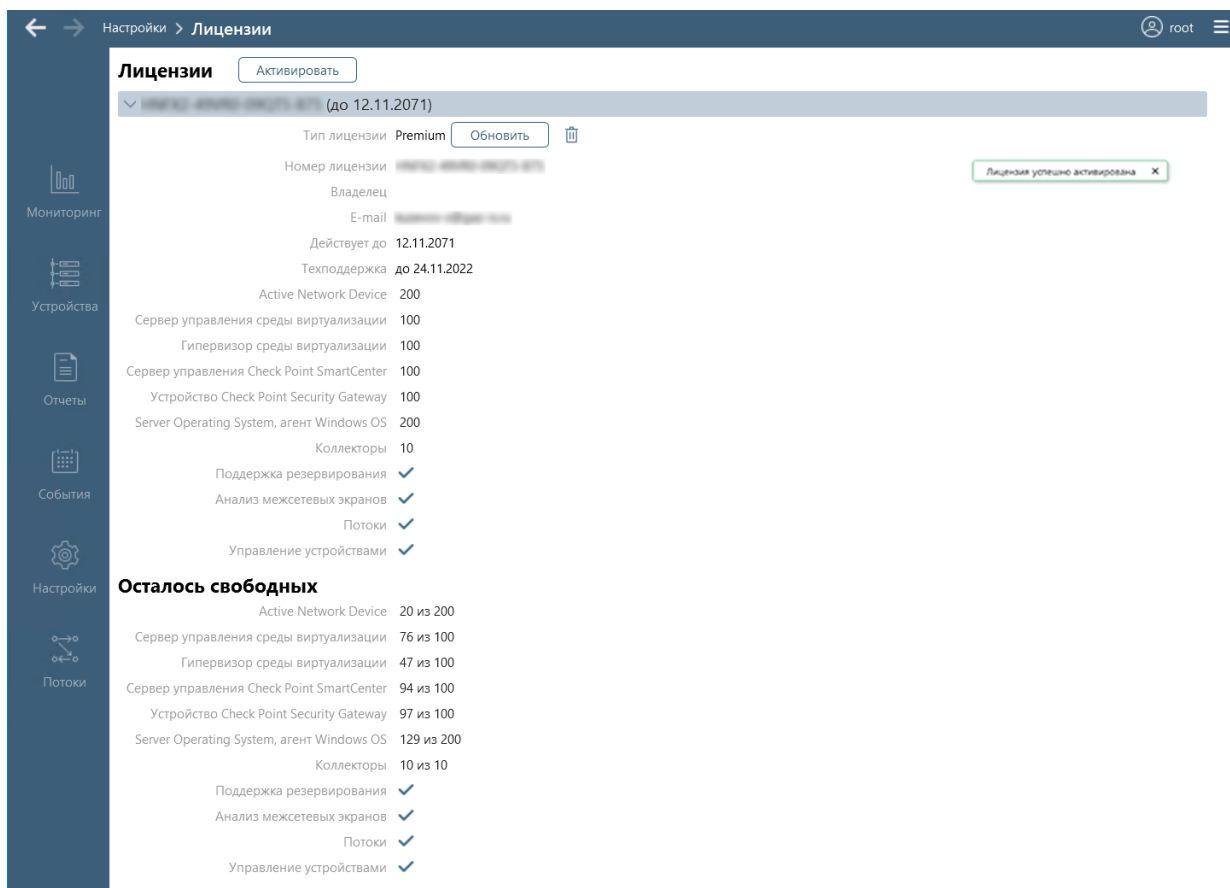 Настройки > Лицензии
root
Лицензии
Активировать
(до 12.11.2071)
Тип лицензии Premium Обновить
Номер лицензии
Лицензия успешно активирована
Владелец
E-mail
Действует до 12.11.2071
Техподдержка до 24.11.2022
Active Network Device 200
Сервер управления среды виртуализации 100
Гипервизор среды виртуализации 100
Сервер управления Check Point SmartCenter 100
Устройство Check Point Security Gateway 100
Server Operating System, агент Windows OS 200
Коллекторы 10
Поддержка резервирования
Анализ межсетевых экранов
Потоки
Управление устройствами
Осталось свободных
Active Network Device 20 из 200
Сервер управления среды виртуализации 76 из 100
Гипервизор среды виртуализации 47 из 100
Сервер управления Check Point SmartCenter 94 из 100
Устройство Check Point Security Gateway 97 из 100
Server Operating System, агент Windows OS 129 из 200
Коллекторы 10 из 10
Поддержка резервирования
Анализ межсетевых экранов
Потоки
Управление устройствами
Мониторинг
Устройства
Отчеты
События
Настройки
Потоки